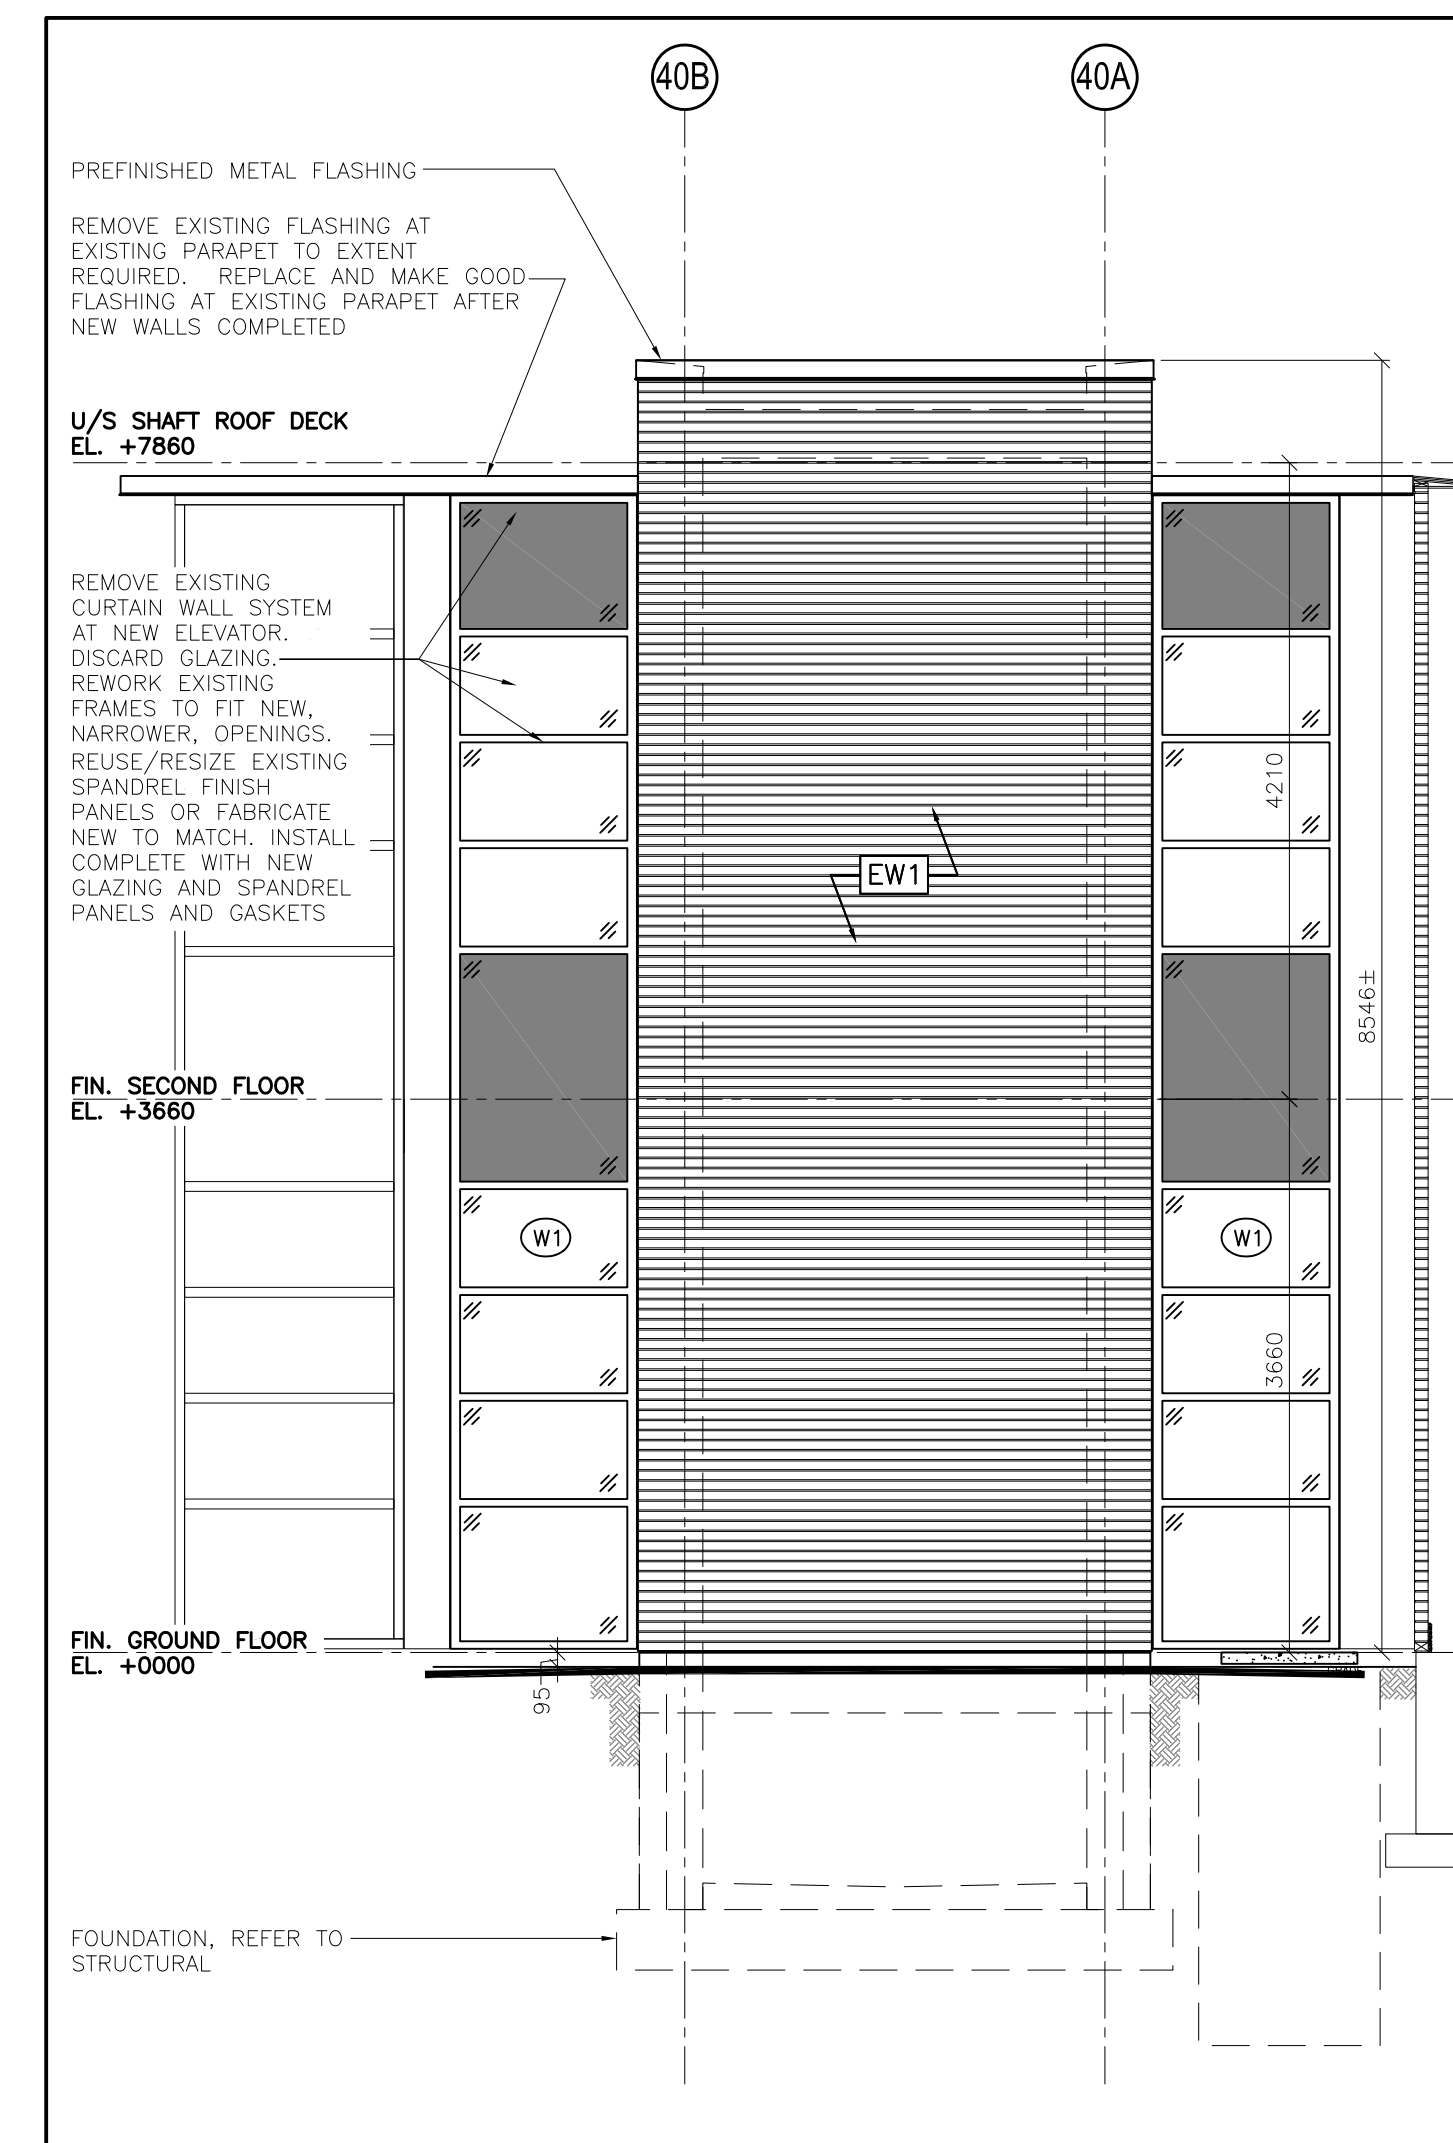 40B
40A
PREFINISHED METAL FLASHING
REMOVE EXISTING FLASHING AT
EXISTING PARAPET TO EXTENT
REQUIRED. REPLACE AND MAKE GOOD
FLASHING AT EXISTING PARAPET AFTER
NEW WALLS COMPLETED
U/S SHAFT ROOF DECK
EL. +7860
REMOVE EXISTING
CURTAIN WALL SYSTEM
AT NEW ELEVATOR.
DISCARD GLAZING.
REWORK EXISTING
FRAMES TO FIT NEW,
NARROWER, OPENINGS.
REUSE/RESIZE EXISTING
SPANDREL FINISH
PANELS OR FABRICATE
NEW TO MATCH. INSTALL
COMPLETE WITH NEW
GLAZING AND SPANDREL
PANELS AND GASKETS
4210
EW1
8546±
FIN. SECOND FLOOR
EL. +3660
W1
W1
3660
FIN. GROUND FLOOR
EL. +0000
95
FOUNDATION, REFER TO
STRUCTURAL